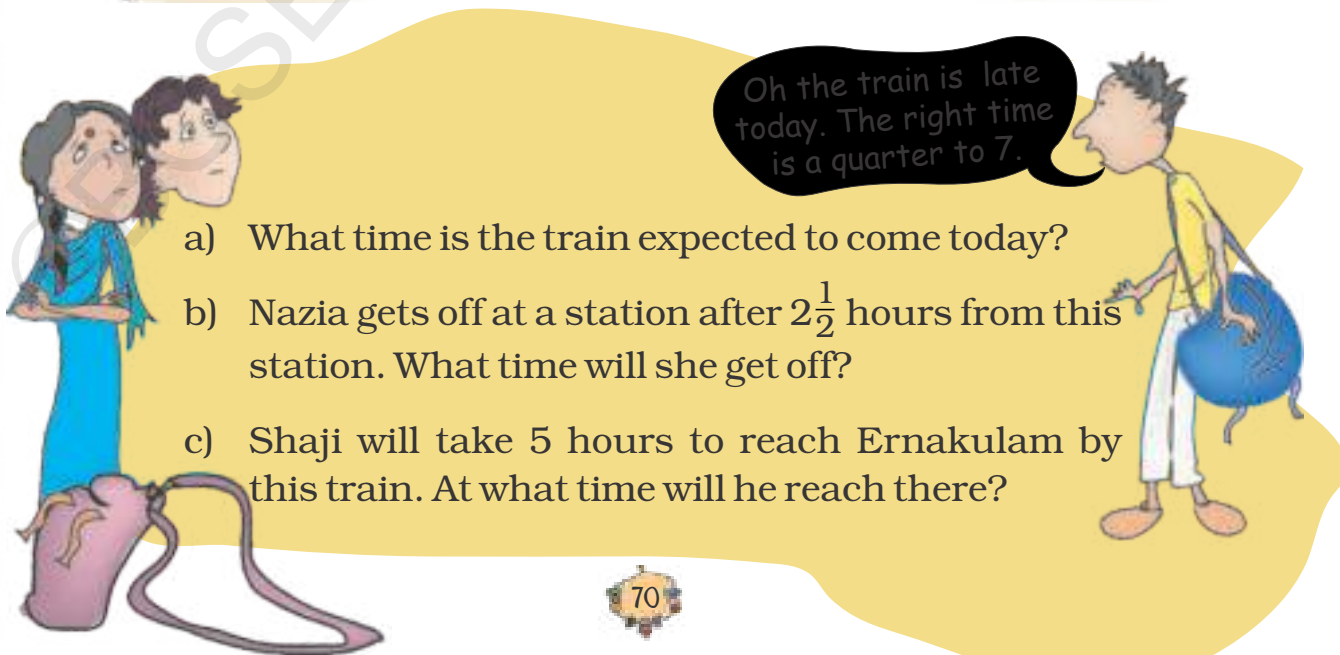 Oh the train is late
today. The right time
is a quarter to 7.
a) What time is the train expected to come today?
b) Nazia gets off at a station after 2 1/2 hours from this
station. What time will she get off?
c) Shaji will take 5 hours to reach Ernakulam by
this train. At what time will he reach there?
70